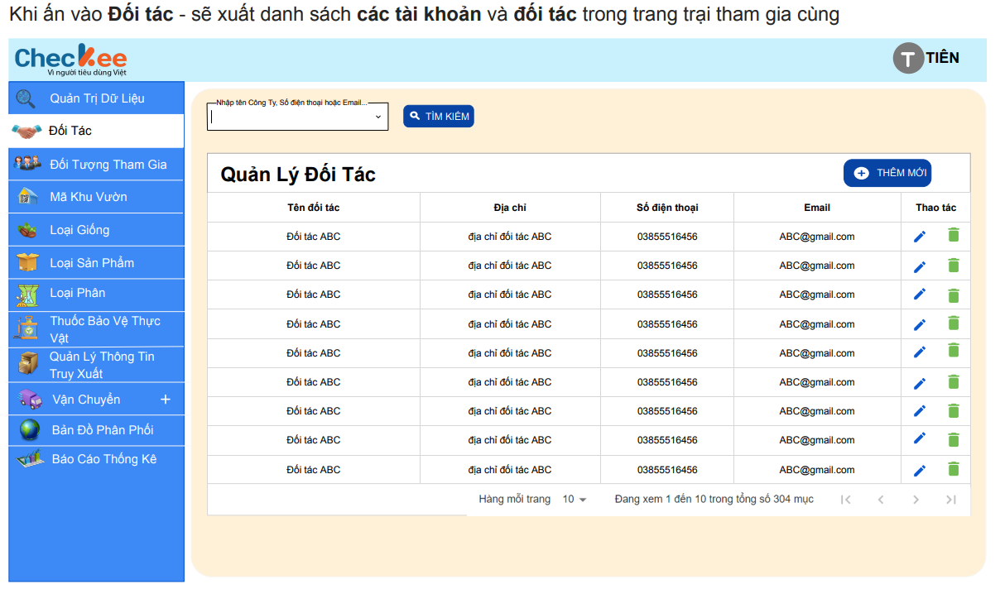 Khi ấn vào Đối tác - sẽ xuất danh sách các tài khoản và đối tác trong trang trại tham gia cùng
Checkee
Vì người tiêu dùng Việt
T TIÊN
Quản Trị Dữ Liệu
Đối Tác
Đối Tượng Tham Gia
Mã Khu Vườn
Loại Giống
Loại Sản Phẩm
Loại Phân
Thuốc Bảo Vệ Thực
Vật
Quản Lý Thông Tin
Truy Xuất
Vận Chuyển +
Bản Đồ Phân Phối
Báo Cáo Thống Kê
Nhập tên Công Ty, Số điện thoại hoặc Email...
TÌM KIẾM
Quản Lý Đối Tác
THÊM MỚI
Tên đối tác Địa chỉ Số điện thoại Email Thao tác
Đối tác ABC địa chỉ đối tác ABC 03855516456 ABC@gmail.com
Đối tác ABC địa chỉ đối tác ABC 03855516456 ABC@gmail.com
Đối tác ABC địa chỉ đối tác ABC 03855516456 ABC@gmail.com
Đối tác ABC địa chỉ đối tác ABC 03855516456 ABC@gmail.com
Đối tác ABC địa chỉ đối tác ABC 03855516456 ABC@gmail.com
Đối tác ABC địa chỉ đối tác ABC 03855516456 ABC@gmail.com
Đối tác ABC địa chỉ đối tác ABC 03855516456 ABC@gmail.com
Đối tác ABC địa chỉ đối tác ABC 03855516456 ABC@gmail.com
Đối tác ABC địa chỉ đối tác ABC 03855516456 ABC@gmail.com
Hàng mỗi trang 10 Đang xem 1 đến 10 trong tổng số 304 mục